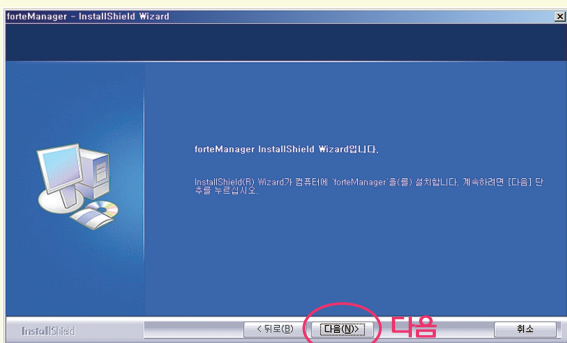 forteManager - InstallShield Wizard
forteManager InstallShield Wizard입니다.
InstallShield(R) Wizard가 컴퓨터에 'forteManager'을(를) 설치합니다. 계속하려면 [다음] 단
추를 누르십시오.
InstallShield
< 뒤로(B)
다음(N)>
다음
취소